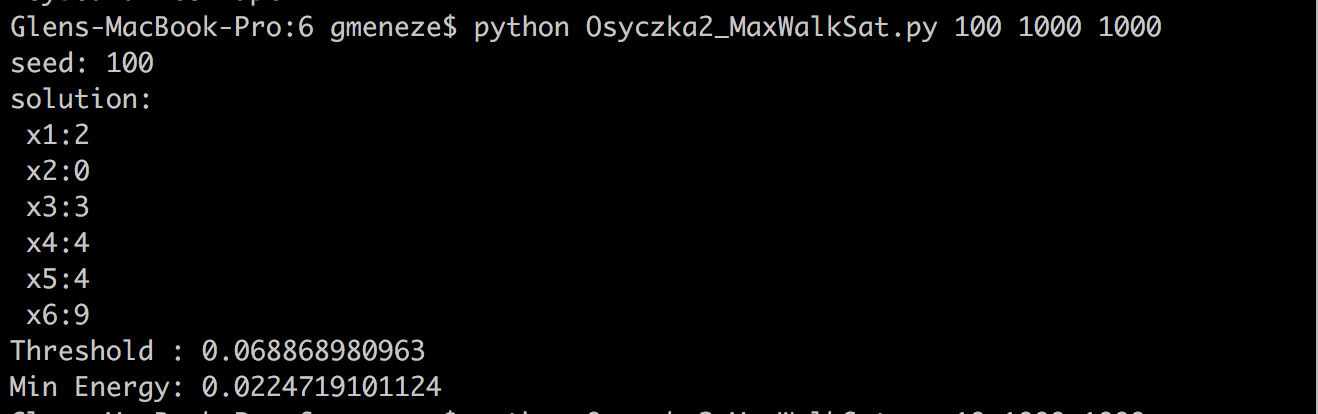 Glens-MacBook-Pro:6 gmeneze$ python Osyczka2_MaxWalkSat.py 100 1000 1000
seed: 100
solution:
 x1:2
 x2:0
 x3:3
 x4:4
 x5:4
 x6:9
Threshold : 0.068868980963
Min Energy: 0.0224719101124